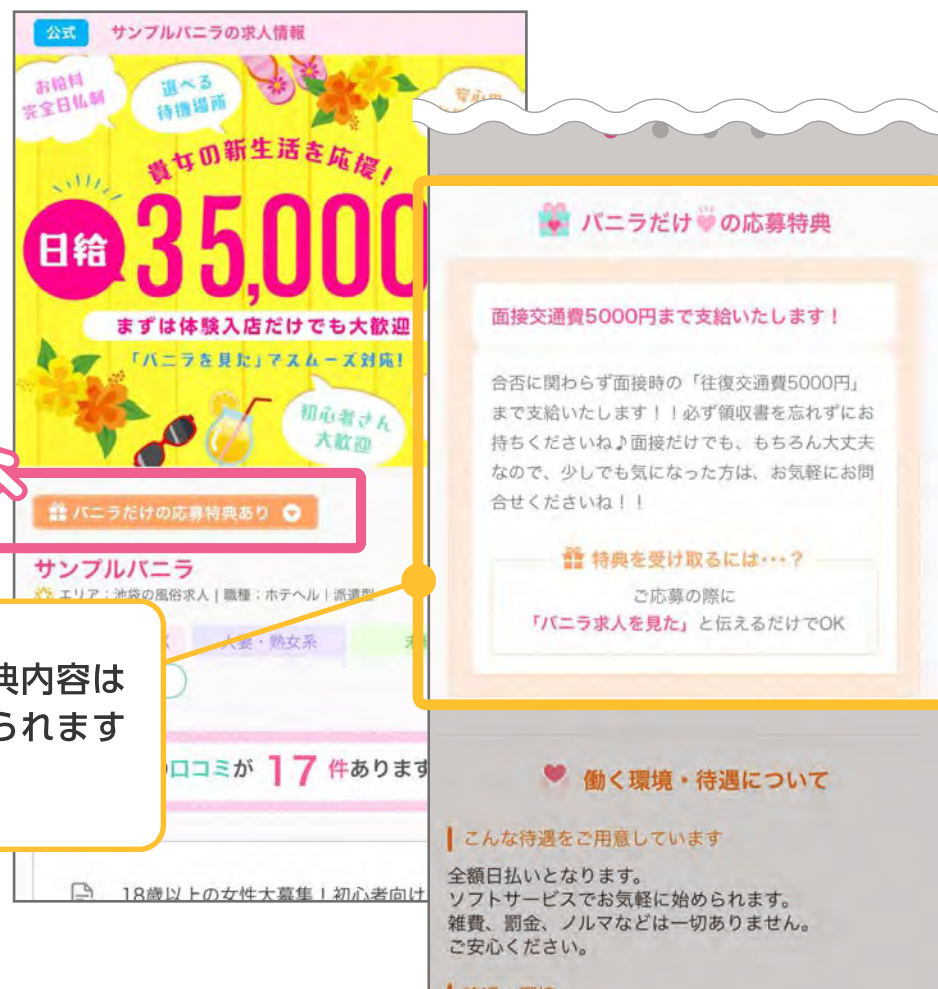 公式
サンプルバニラの求人情報
お給料
完全日払制
選べる
待機場所
貴女の新生活を応援!
日給
35,000
まずは体験入店だけでも大歓迎
「バニラを見た」でスムーズ対応!
初心者さん
大歓迎
バニラだけの応募特典あり
サンプルバニラ
エリア:池袋の風俗求人 | 職種:ホテヘル | 派遣型
人妻・熟女系
典内容は
られます
口コミが 17 件あります
18歳以上の女性大募集!初心者向け
バニラだけ の応募特典
面接交通費5000円まで支給いたします!
合否に関わらず面接時の「往復交通費5000円」
まで支給いたします!!必ず領収書を忘れずにお
持ちくださいね♪面接だけでも、もちろん大丈夫
なので、少しでも気になった方は、お気軽にお問
合せくださいね!!
特典を受け取るには・・・?
ご応募の際に
「バニラ求人を見た」と伝えるだけでOK
働く環境・待遇について
こんな待遇をご用意しています
全額日払いとなります。
ソフトサービスでお気軽に始められます。
雑費、罰金、ノルマなどは一切ありません。
ご安心ください。